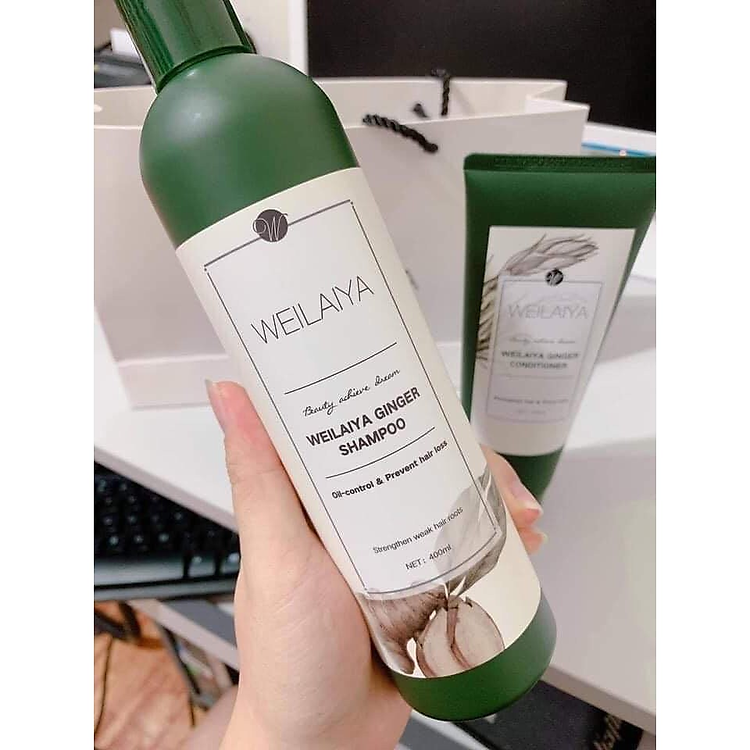 W
WEILAIYA
Beauty achieve dream
WEILAIYA GINGER
SHAMPOO
Oil-control & Prevent hair loss
Strengthen weak hair roots
NET: 400ml
W
WEILAIYA
Beauty achieve dream
WEILAIYA GINGER
CONDITIONER